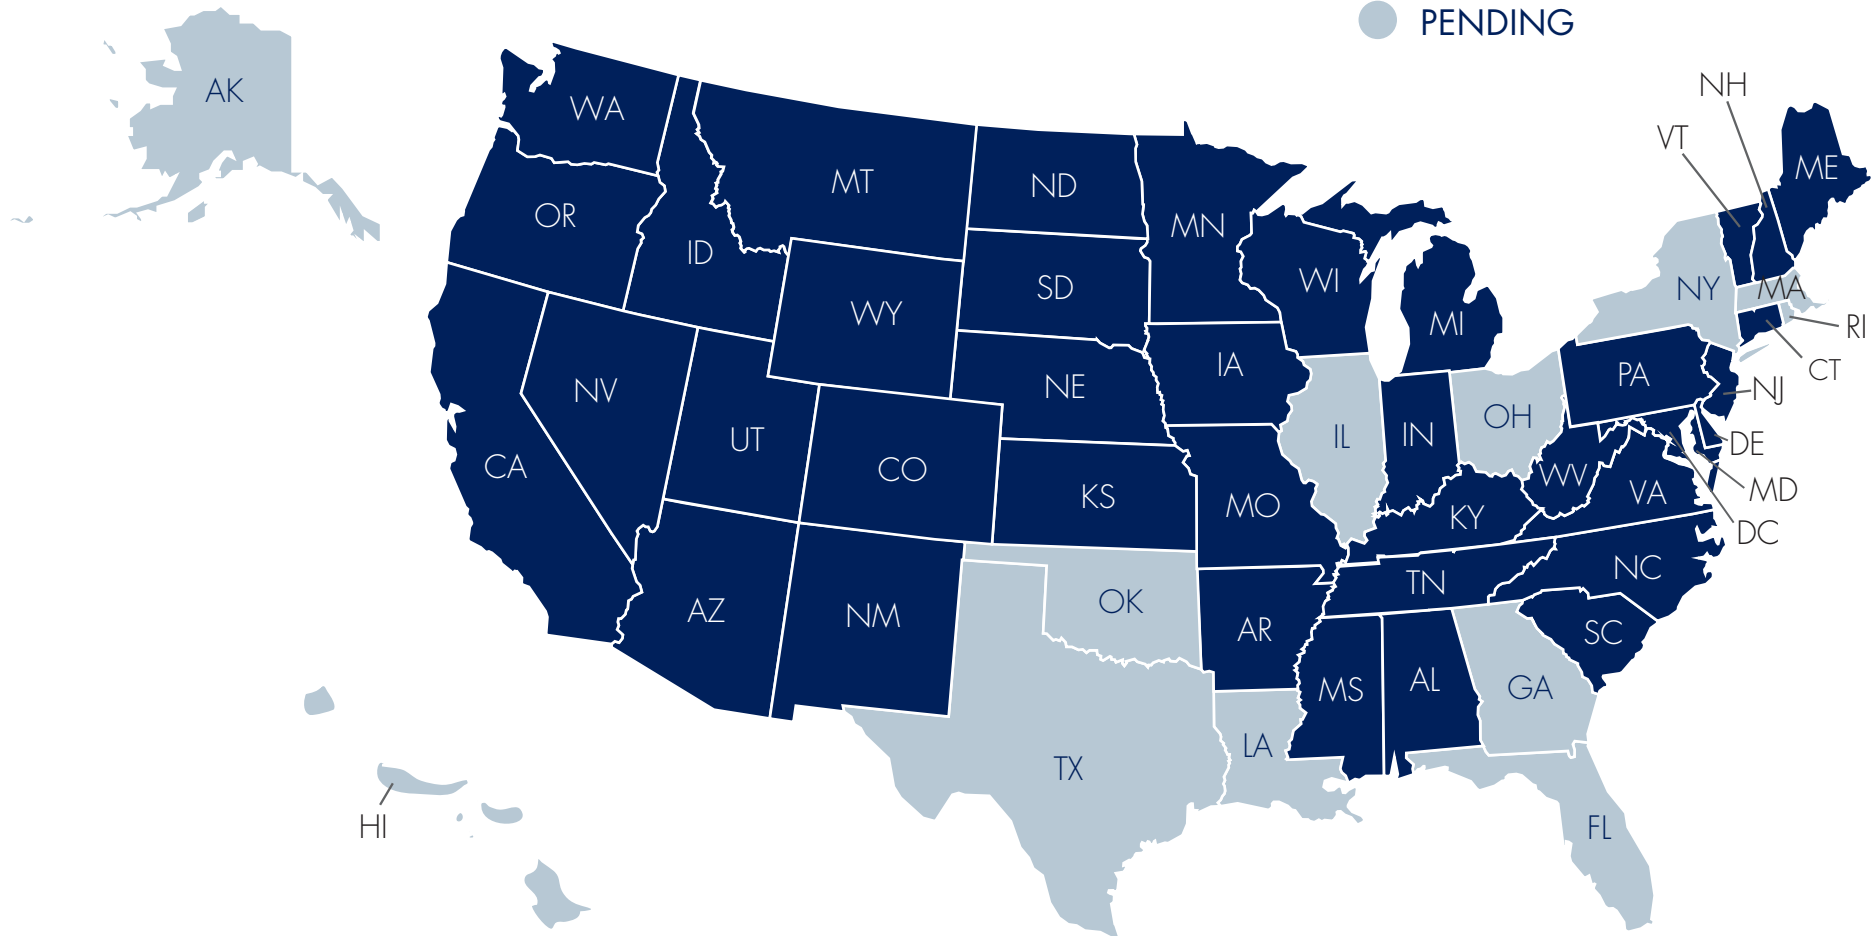 PENDING
AK
WA
MT
ND
MN
OR
ID
SD
WI
WY
MI
NH
VT
ME
NY
MA
RI
CT
PA
NJ
IA
NE
NV
UT
CO
CA
KS
MO
IL
IN
OH
WV
VA
DE
MD
DC
KY
NC
TN
OK
AR
SC
AZ
NM
MS
AL
GA
LA
TX
FL
HI